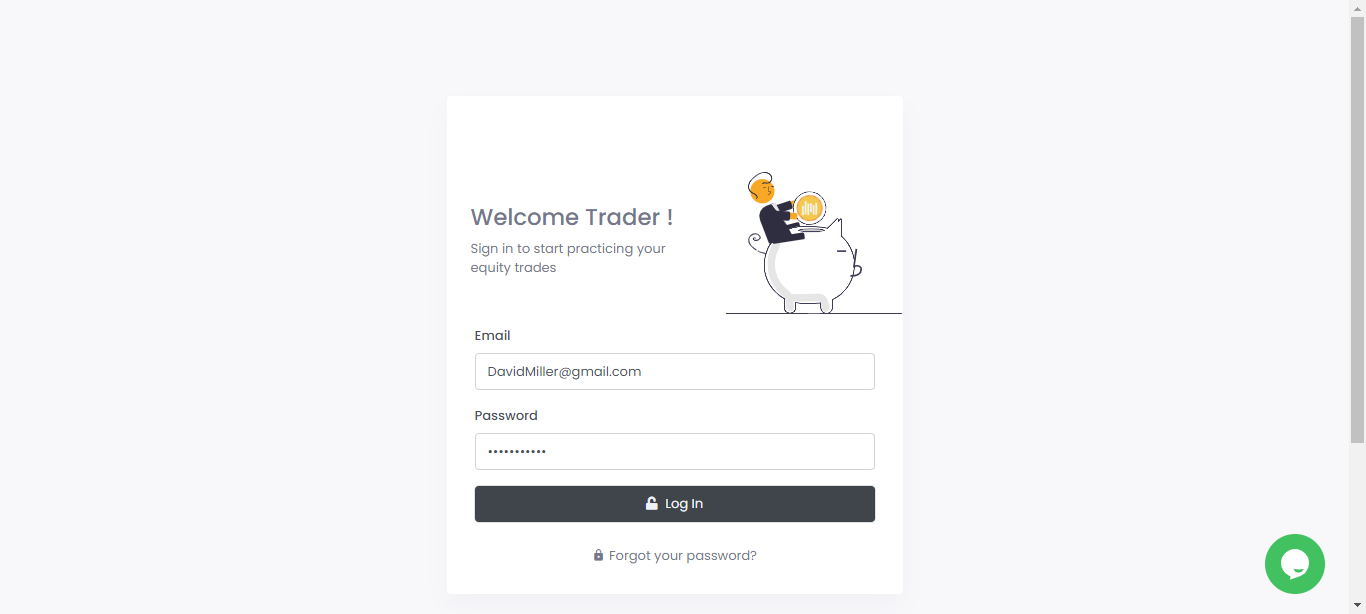 Welcome Trader !
Sign in to start practicing your
equity trades
Email
DavidMiller@gmail.com
Password
•••••••••••
Log In
Forgot your password?